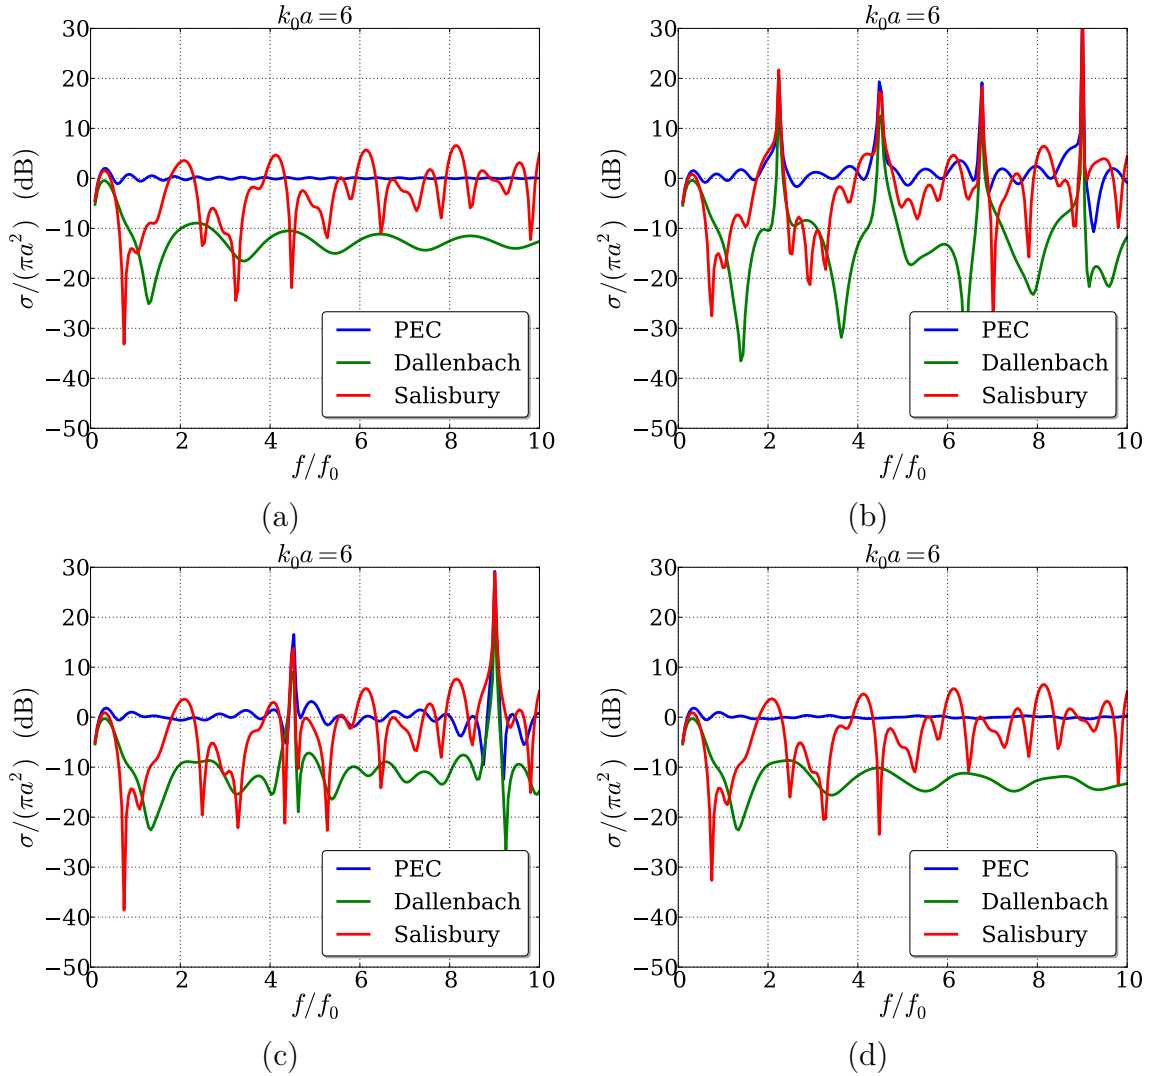 k₀a = 6
30
20
10
0
−10
−20
−30
−40
−50
σ/(πa²) (dB)
PEC
Dallenbach
Salisbury
0 2 4 6 8 10
f/f₀
(a)
k₀a = 6
30
20
10
0
−10
−20
−30
−40
−50
σ/(πa²) (dB)
PEC
Dallenbach
Salisbury
0 2 4 6 8 10
f/f₀
(b)
k₀a = 6
30
20
10
0
−10
−20
−30
−40
−50
σ/(πa²) (dB)
PEC
Dallenbach
Salisbury
0 2 4 6 8 10
f/f₀
(c)
k₀a = 6
30
20
10
0
−10
−20
−30
−40
−50
σ/(πa²) (dB)
PEC
Dallenbach
Salisbury
0 2 4 6 8 10
f/f₀
(d)